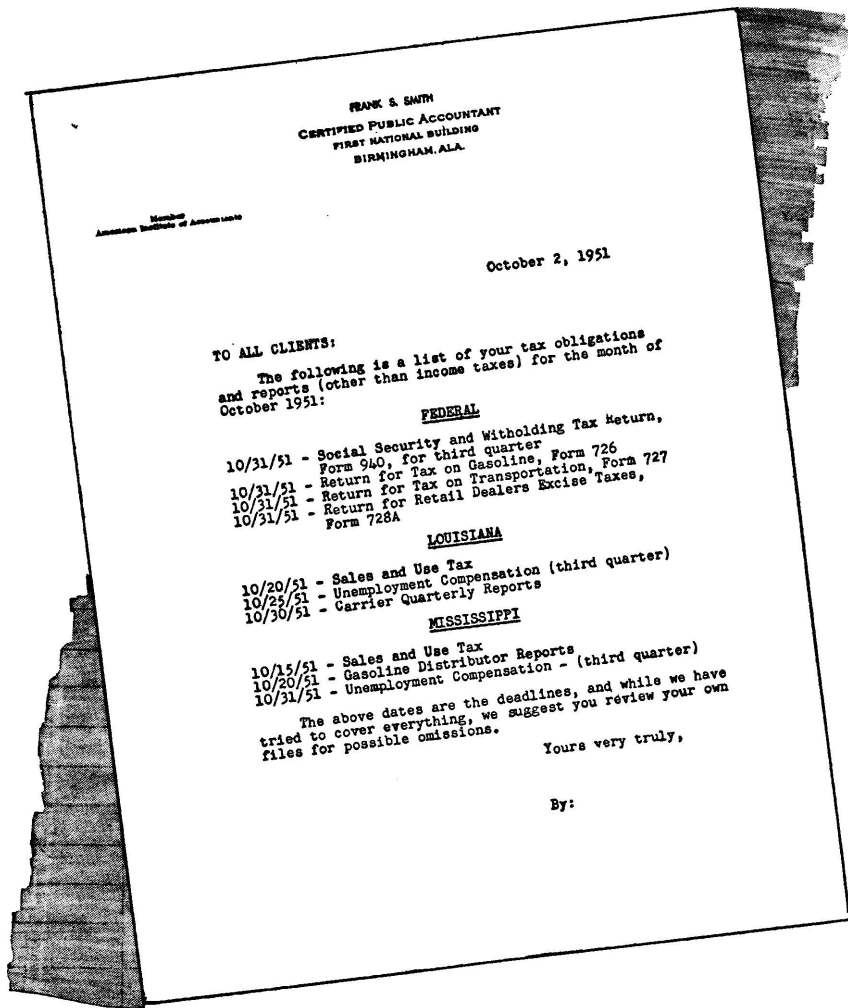 FRANK S. SMITH
CERTIFIED PUBLIC ACCOUNTANT
FIRST NATIONAL BUILDING
BIRMINGHAM, ALA.
Member
American Institute of Accountants
October 2, 1951
TO ALL CLIENTS:
The following is a list of your tax obligations
and reports (other than income taxes) for the month of
October 1951:
FEDERAL
10/31/51 - Social Security and Witholding Tax Return,
Form 940, for third quarter
10/31/51 - Return for Tax on Gasoline, Form 726
10/31/51 - Return for Tax on Transportation, Form 727
10/31/51 - Return for Retail Dealers Excise Taxes,
Form 728A
LOUISIANA
10/20/51 - Sales and Use Tax
10/25/51 - Unemployment Compensation (third quarter)
10/30/51 - Carrier Quarterly Reports
MISSISSIPPI
10/15/51 - Sales and Use Tax
10/20/51 - Gasoline Distributor Reports
10/31/51 - Unemployment Compensation - (third quarter)
The above dates are the deadlines, and while we have
tried to cover everything, we suggest you review your own
files for possible omissions.
Yours very truly,
By: